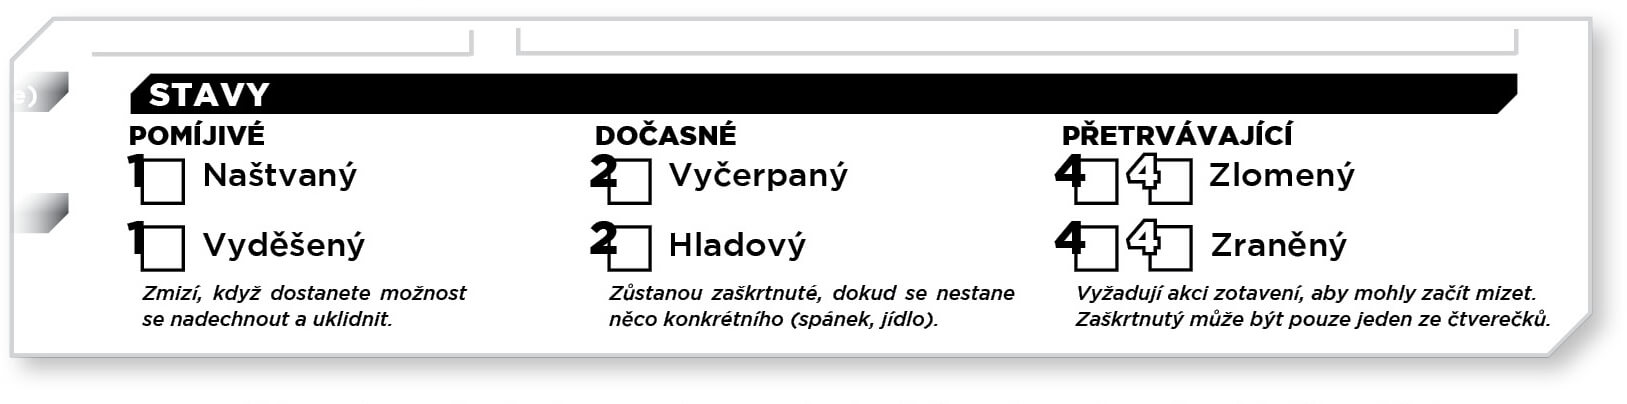 e)
STAVY
POMÍJIVÉ
1 Naštvaný
1 Vyděšený
Zmizí, když dostanete možnost
se nadechnout a uklidnit.
DOČASNÉ
2 Vyčerpaný
2 Hladový
Zůstanou zaškrtnuté, dokud se nestane
něco konkrétního (spánek, jídlo).
PŘETRVÁVAJÍCÍ
4 4 Zlomený
4 4 Zraněný
Vyžadují akci zotavení, aby mohly začít mizet.
Zaškrtnutý může být pouze jeden ze čtverečků.